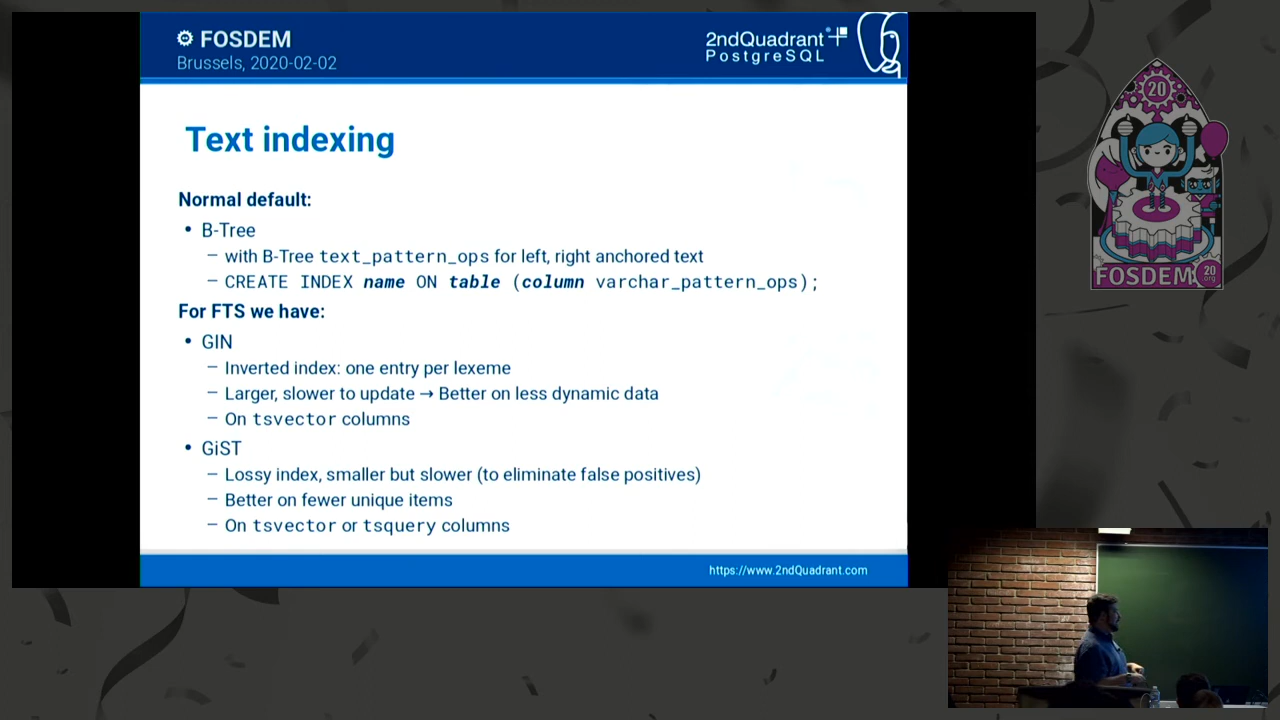 FOSDEM
Brussels, 2020-02-02
2ndQuadrant
PostgreSQL
Text indexing
Normal default:
• B-Tree
– with B-Tree text_pattern_ops for left, right anchored text
– CREATE INDEX name ON table (column varchar_pattern_ops);
For FTS we have:
• GIN
– Inverted index: one entry per lexeme
– Larger, slower to update → Better on less dynamic data
– On tsvector columns
• GiST
– Lossy index, smaller but slower (to eliminate false positives)
– Better on fewer unique items
– On tsvector or tsquery columns
https://www.2ndQuadrant.com
20
FOSDEM
20
.org